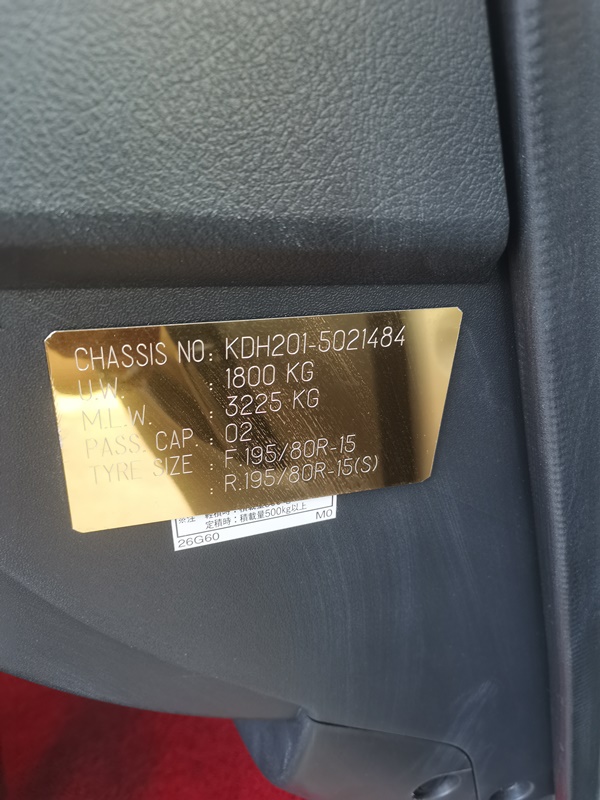 CHASSIS NO: KDH201-5021484
U.W. : 1800 KG
M.L.W. : 3225 KG
PASS. CAP : 02
TYRE SIZE : F.195/80R-15
: R.195/80R-15(S)
定積時：積載量500kg以上
26G60 M0